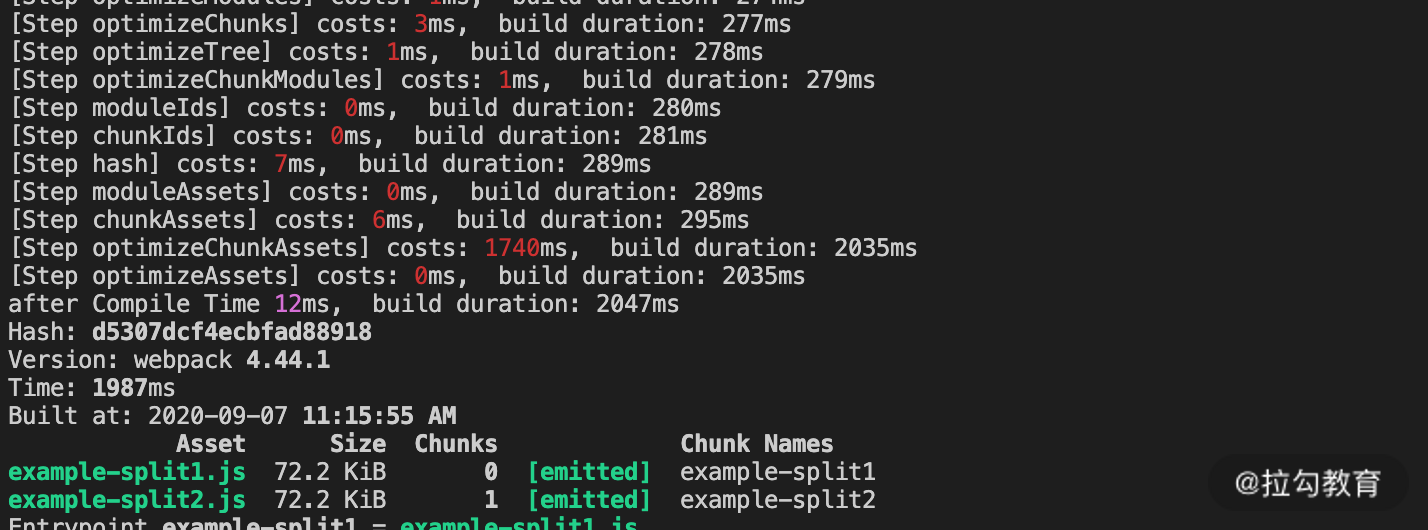 [Step optimizeModules] costs: 1ms,  build duration: 274ms
[Step optimizeChunks] costs: 3ms,  build duration: 277ms
[Step optimizeTree] costs: 1ms,  build duration: 278ms
[Step optimizeChunkModules] costs: 1ms,  build duration: 279ms
[Step moduleIds] costs: 0ms,  build duration: 280ms
[Step chunkIds] costs: 0ms,  build duration: 281ms
[Step hash] costs: 7ms,  build duration: 289ms
[Step moduleAssets] costs: 0ms,  build duration: 289ms
[Step chunkAssets] costs: 6ms,  build duration: 295ms
[Step optimizeChunkAssets] costs: 1740ms,  build duration: 2035ms
[Step optimizeAssets] costs: 0ms,  build duration: 2035ms
after Compile Time 12ms,  build duration: 2047ms
Hash: d5307dcf4ecbfad88918
Version: webpack 4.44.1
Time: 1987ms
Built at: 2020-09-07 11:15:55 AM
Asset Size Chunks Chunk Names
example-split1.js 72.2 KiB 0 [emitted] example-split1
example-split2.js 72.2 KiB 1 [emitted] example-split2
Entrypoint example-split1 = example-split1.js
@拉勾教育